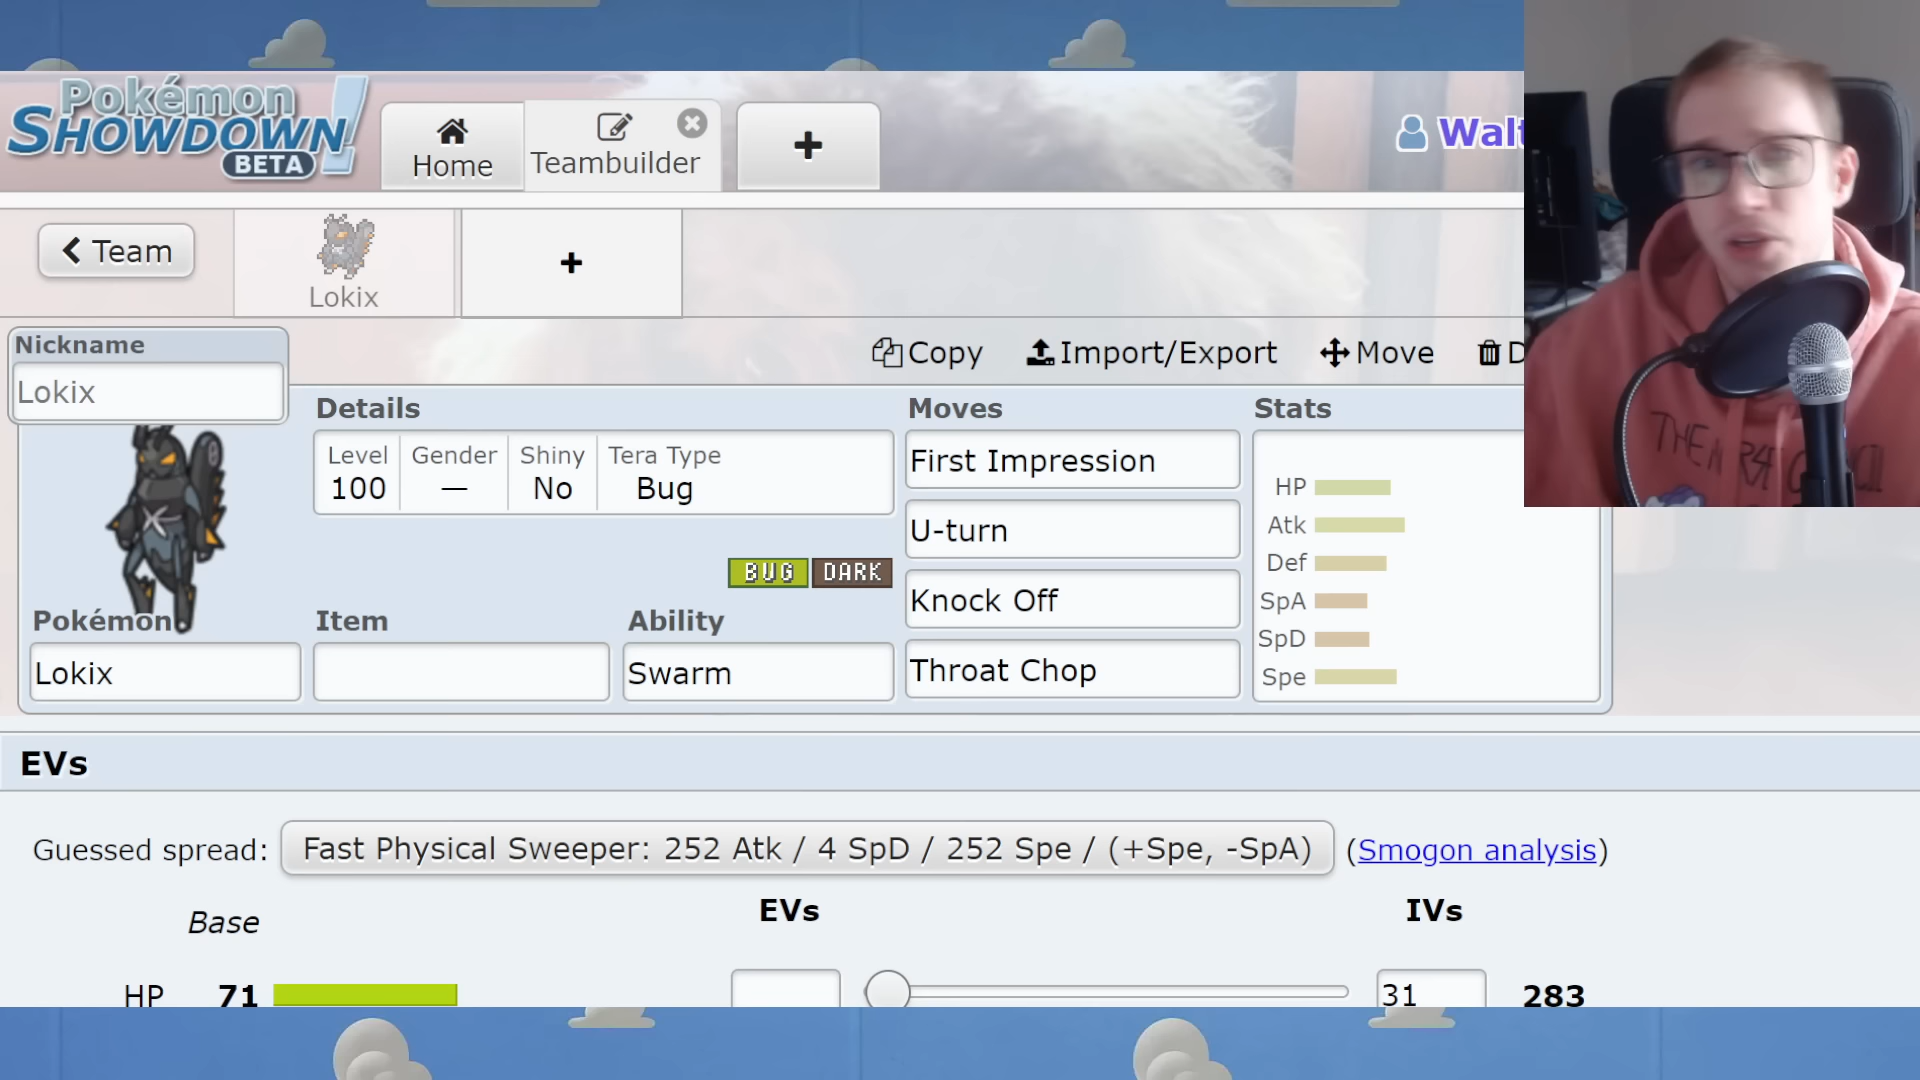 Pokémon
SHOWDOWN!
BETA
Home
Teambuilder
+
Walt
Team
Lokix
+
Nickname
Lokix
Copy
Import/Export
Move
D
Details
Moves
Stats
Level
Gender
Shiny
Tera Type
100
—
No
Bug
First Impression
U-turn
Knock Off
Throat Chop
HP
Atk
Def
SpA
SpD
Spe
BUG
DARK
Pokémon
Item
Ability
Lokix
Swarm
EVs
Guessed spread:
Fast Physical Sweeper: 252 Atk / 4 SpD / 252 Spe / (+Spe, -SpA)
(Smogon analysis)
Base
EVs
IVs
HP
71
31
283